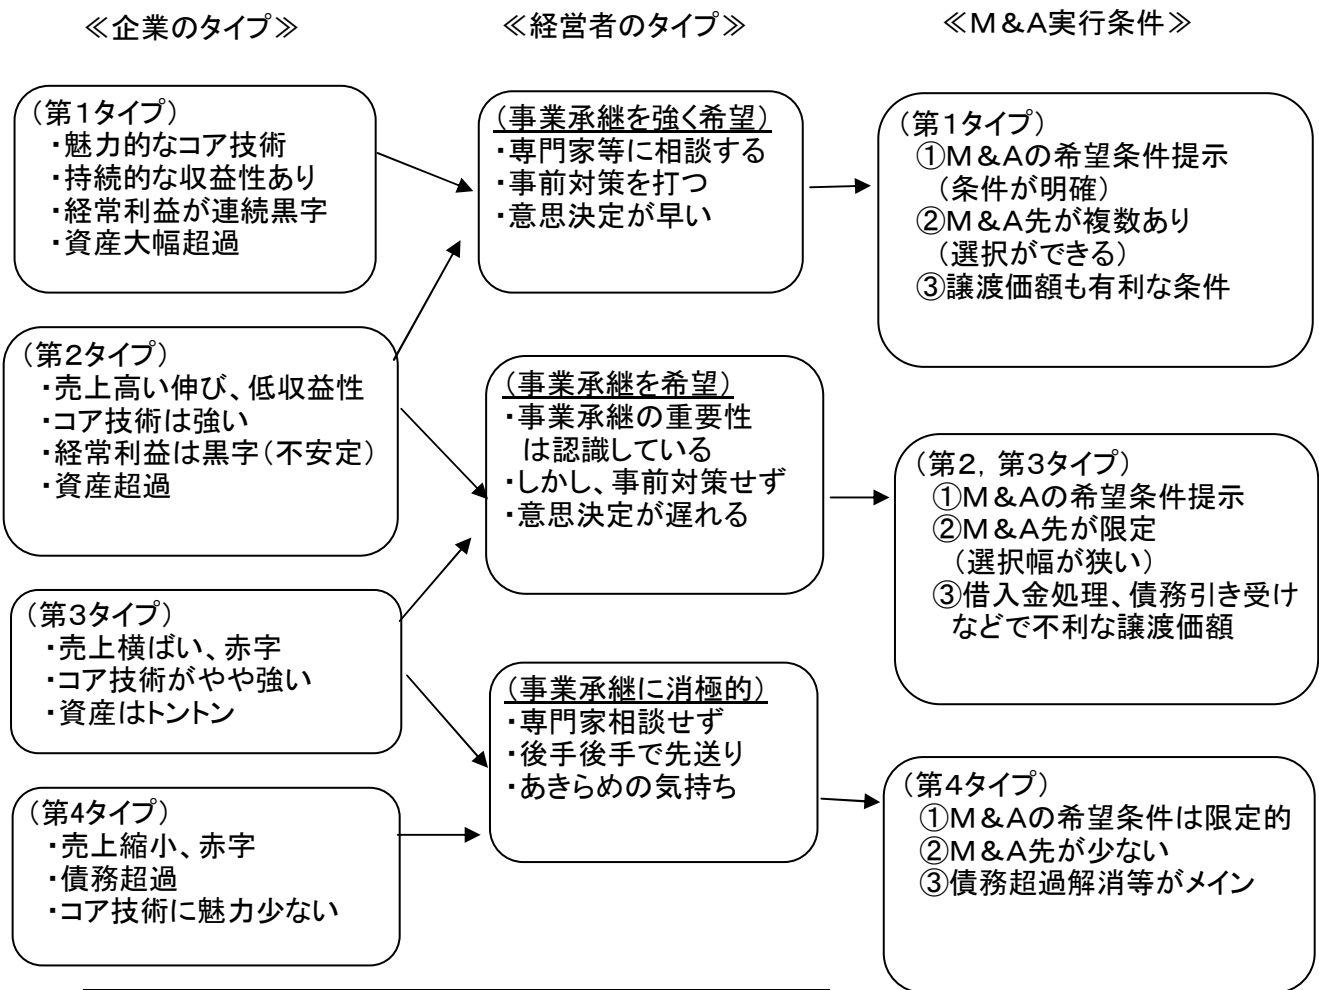 ≪企業のタイプ≫
≪経営者のタイプ≫
≪M&A実行条件≫
（第１タイプ）
・魅力的なコア技術
・持続的な収益性あり
・経常利益が連続黒字
・資産大幅超過
（第２タイプ）
・売上高い伸び、低収益性
・コア技術は強い
・経常利益は黒字（不安定）
・資産超過
（第３タイプ）
・売上横ばい、赤字
・コア技術がやや強い
・資産はトントン
（第4タイプ）
・売上縮小、赤字
・債務超過
・コア技術に魅力少ない
（事業承継を強く希望）
・専門家等に相談する
・事前対策を打つ
・意思決定が早い
（事業承継を希望）
・事業承継の重要性
は認識している
・しかし、事前対策せず
・意思決定が遅れる
（事業承継に消極的）
・専門家相談せず
・後手後手で先送り
・あきらめの気持ち
（第１タイプ）
①M&Aの希望条件提示
（条件が明確）
②M&A先が複数あり
（選択ができる）
③譲渡価額も有利な条件
（第２，第３タイプ）
①M&Aの希望条件提示
②M&A先が限定
（選択幅が狭い）
③借入金処理、債務引き受け
などで不利な譲渡価額
（第4タイプ）
①M&Aの希望条件は限定的
②M&A先が少ない
③債務超過解消等がメイン